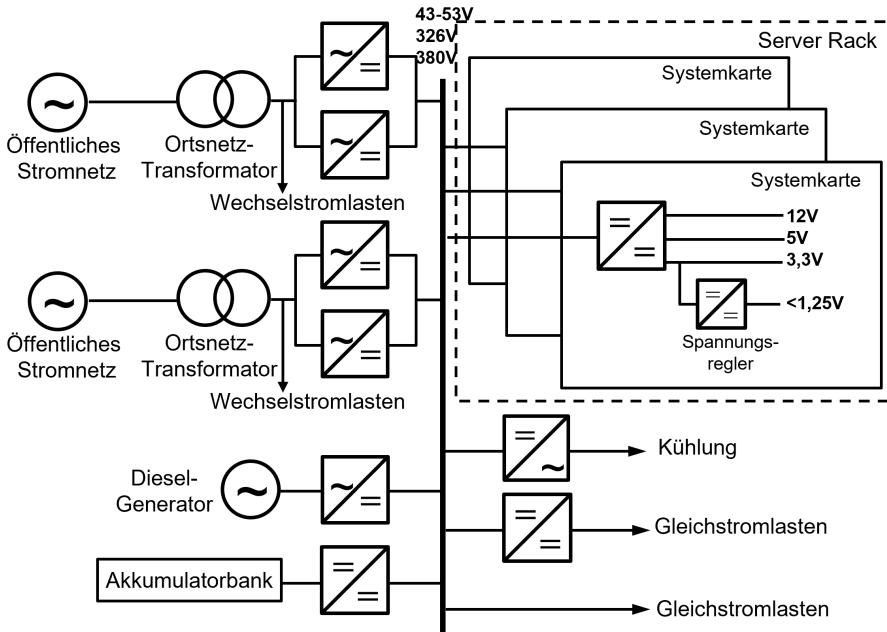 43-53V
326V
380V
Server Rack
Systemkarte
Systemkarte
Systemkarte
Öffentliches
Stromnetz
Ortsnetz-
Transformator
Wechselstromlasten
12V
5V
3,3V
<1,25V
Spannungs-
regler
Öffentliches
Stromnetz
Ortsnetz-
Transformator
Wechselstromlasten
Diesel-
Generator
Akkumulatorbank
Kühlung
Gleichstromlasten
Gleichstromlasten